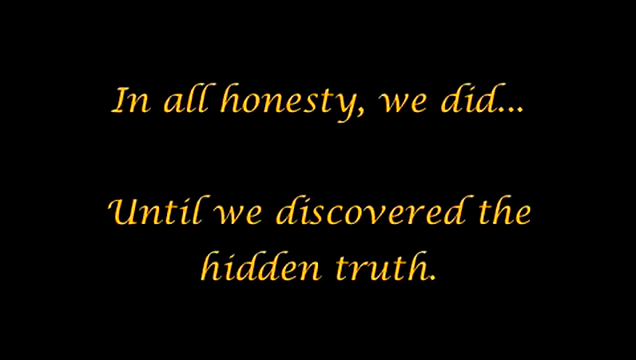 In all honesty, we did...
Until we discovered the
hidden truth.